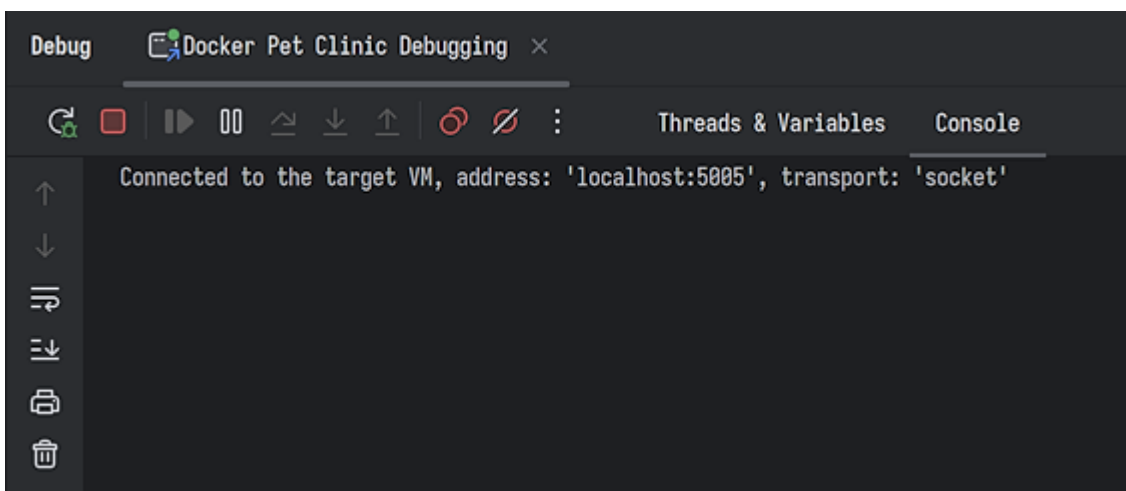 Debug Docker Pet Clinic Debugging
Threads & Variables Console
Connected to the target VM, address: 'localhost:5005', transport: 'socket'